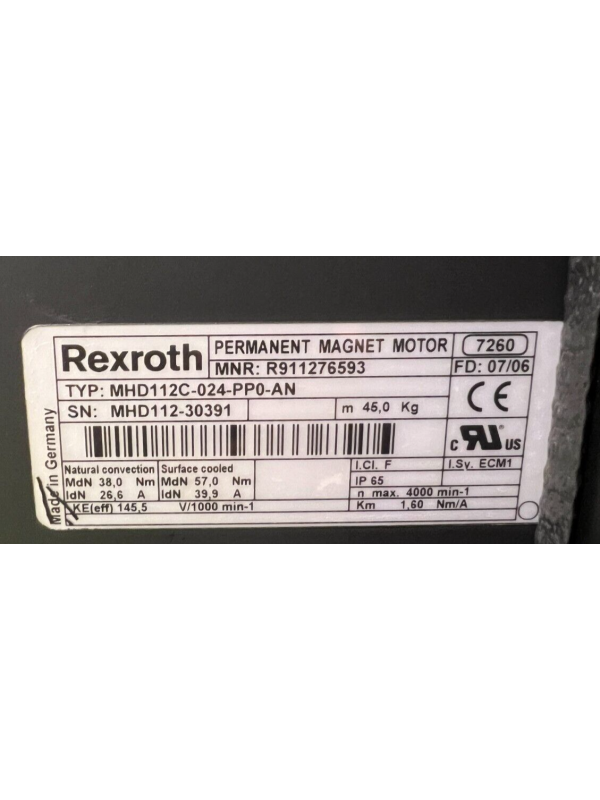 Rexroth
PERMANENT MAGNET MOTOR
7260
MNR: R911276593
FD: 07/06
TYP: MHD112C-024-PP0-AN
SN: MHD112-30391
m 45,0 Kg
CE
c RU US
Natural convection
MdN 38,0 Nm
IdN 26,6 A
Surface cooled
MdN 57,0 Nm
IdN 39,9 A
I.Cl. F
I.Sy. ECM1
IP 65
n max. 4000 min-1
KE(eff) 145,5 V/1000 min-1
Km 1,60 Nm/A
Made in Germany